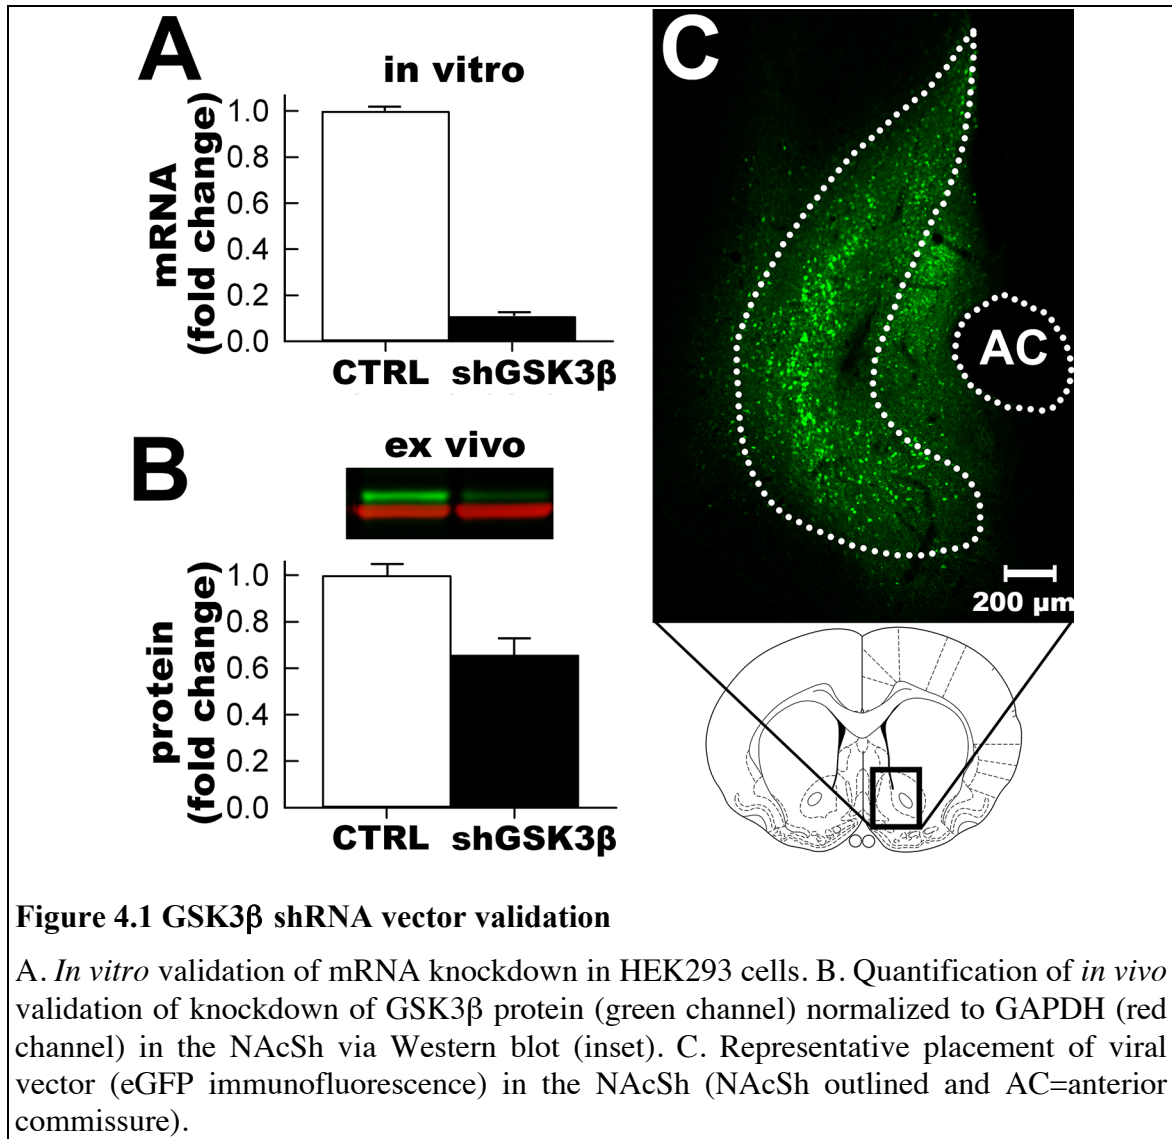 A
in vitro
mRNA
(fold change)
1.0
0.8
0.6
0.4
0.2
0.0
CTRL shGSK3β
B
ex vivo
protein
(fold change)
1.0
0.8
0.6
0.4
0.2
0.0
CTRL shGSK3β
C
AC
200 µm
Figure 4.1 GSK3β shRNA vector validation
A. In vitro validation of mRNA knockdown in HEK293 cells. B. Quantification of in vivo
validation of knockdown of GSK3β protein (green channel) normalized to GAPDH (red
channel) in the NAcSh via Western blot (inset). C. Representative placement of viral
vector (eGFP immunofluorescence) in the NAcSh (NAcSh outlined and AC=anterior
commissure).